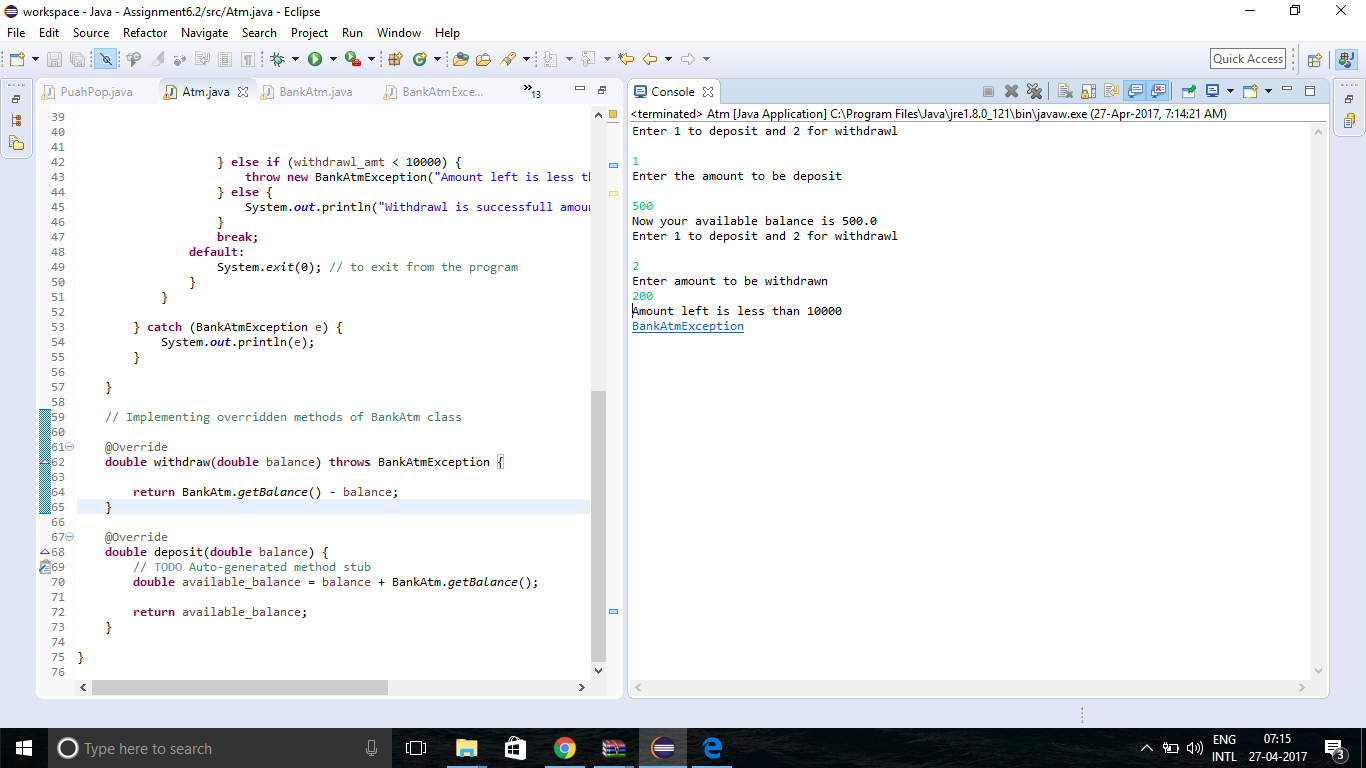 workspace - Java - Assignment6.2/src/Atm.java - Eclipse
File Edit Source Refactor Navigate Search Project Run Window Help
Quick Access
PuahPop.java Atm.java BankAtm.java BankAtmExce... »13
39
40
41
42 } else if (withdrawl_amt < 10000) {
43 throw new BankAtmException("Amount left is less th
44 } else {
45 System.out.println("Withdrawl is successfull amou
46 }
47 break;
48 default:
49 System.exit(0); // to exit from the program
50 }
51 }
52
53 } catch (BankAtmException e) {
54 System.out.println(e);
55 }
56
57 }
58
59 // Implementing overridden methods of BankAtm class
60
61 @Override
62 double withdraw(double balance) throws BankAtmException {
63
64 return BankAtm.getBalance() - balance;
65 }
66
67 @Override
68 double deposit(double balance) {
69 // TODO Auto-generated method stub
70 double available_balance = balance + BankAtm.getBalance();
71
72 return available_balance;
73 }
74
75 }
76
Console
<terminated> Atm [Java Application] C:\Program Files\Java\jre1.8.0_121\bin\javaw.exe (27-Apr-2017, 7:14:21 AM)
Enter 1 to deposit and 2 for withdrawl
1
Enter the amount to be deposit
500
Now your available balance is 500.0
Enter 1 to deposit and 2 for withdrawl
2
Enter amount to be withdrawn
200
Amount left is less than 10000
BankAtmException
Type here to search
ENG
INTL
07:15
27-04-2017
3